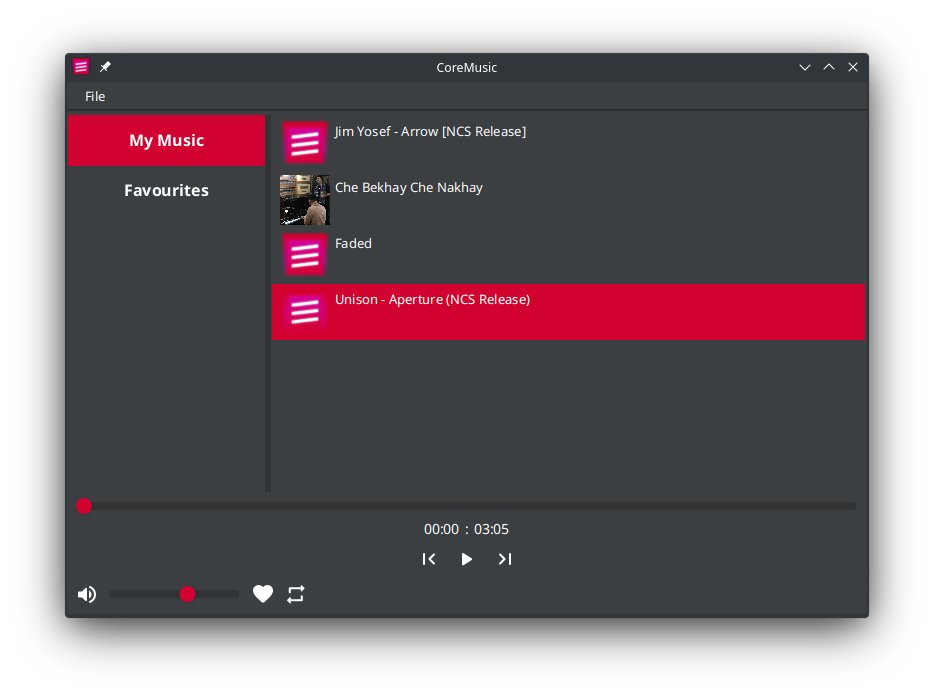 CoreMusic
File
My Music
Favourites
Jim Yosef - Arrow [NCS Release]
Che Bekhay Che Nakhay
Faded
Unison - Aperture (NCS Release)
00:00 : 03:05